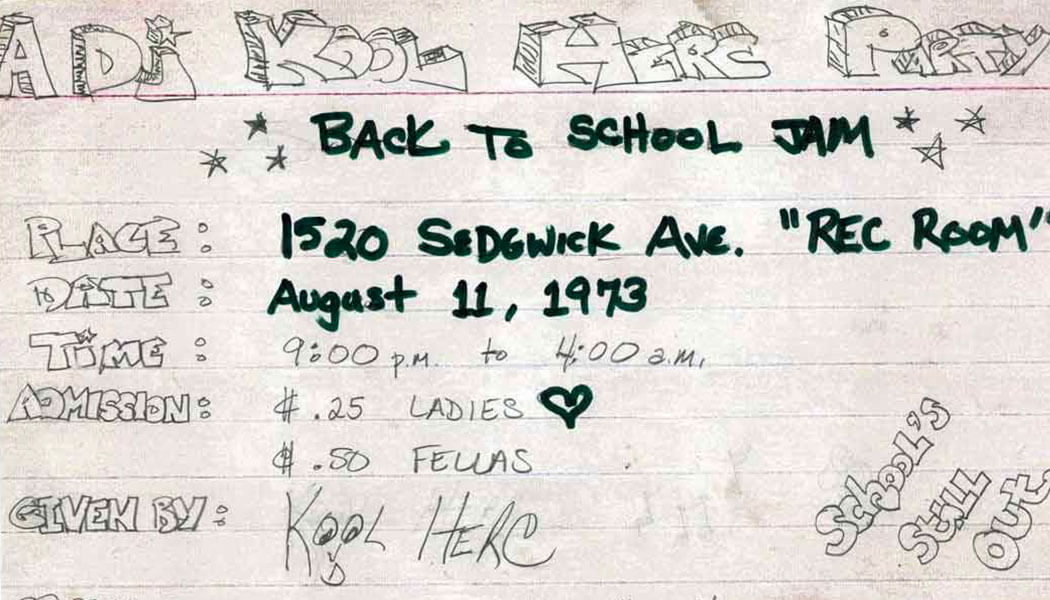 A DJ KOOL HERC PARTY
BACK TO SCHOOL JAM
PLACE: 1520 SEDGWICK AVE. "REC ROOM"
DATE: August 11, 1973
TIME: 9:00 p.m. to 4:00 a.m.
ADMISSION: $.25 LADIES ♥
$.50 FELLAS
GIVEN BY: KOOL HERC
SCHOOL'S
STILL
OUT